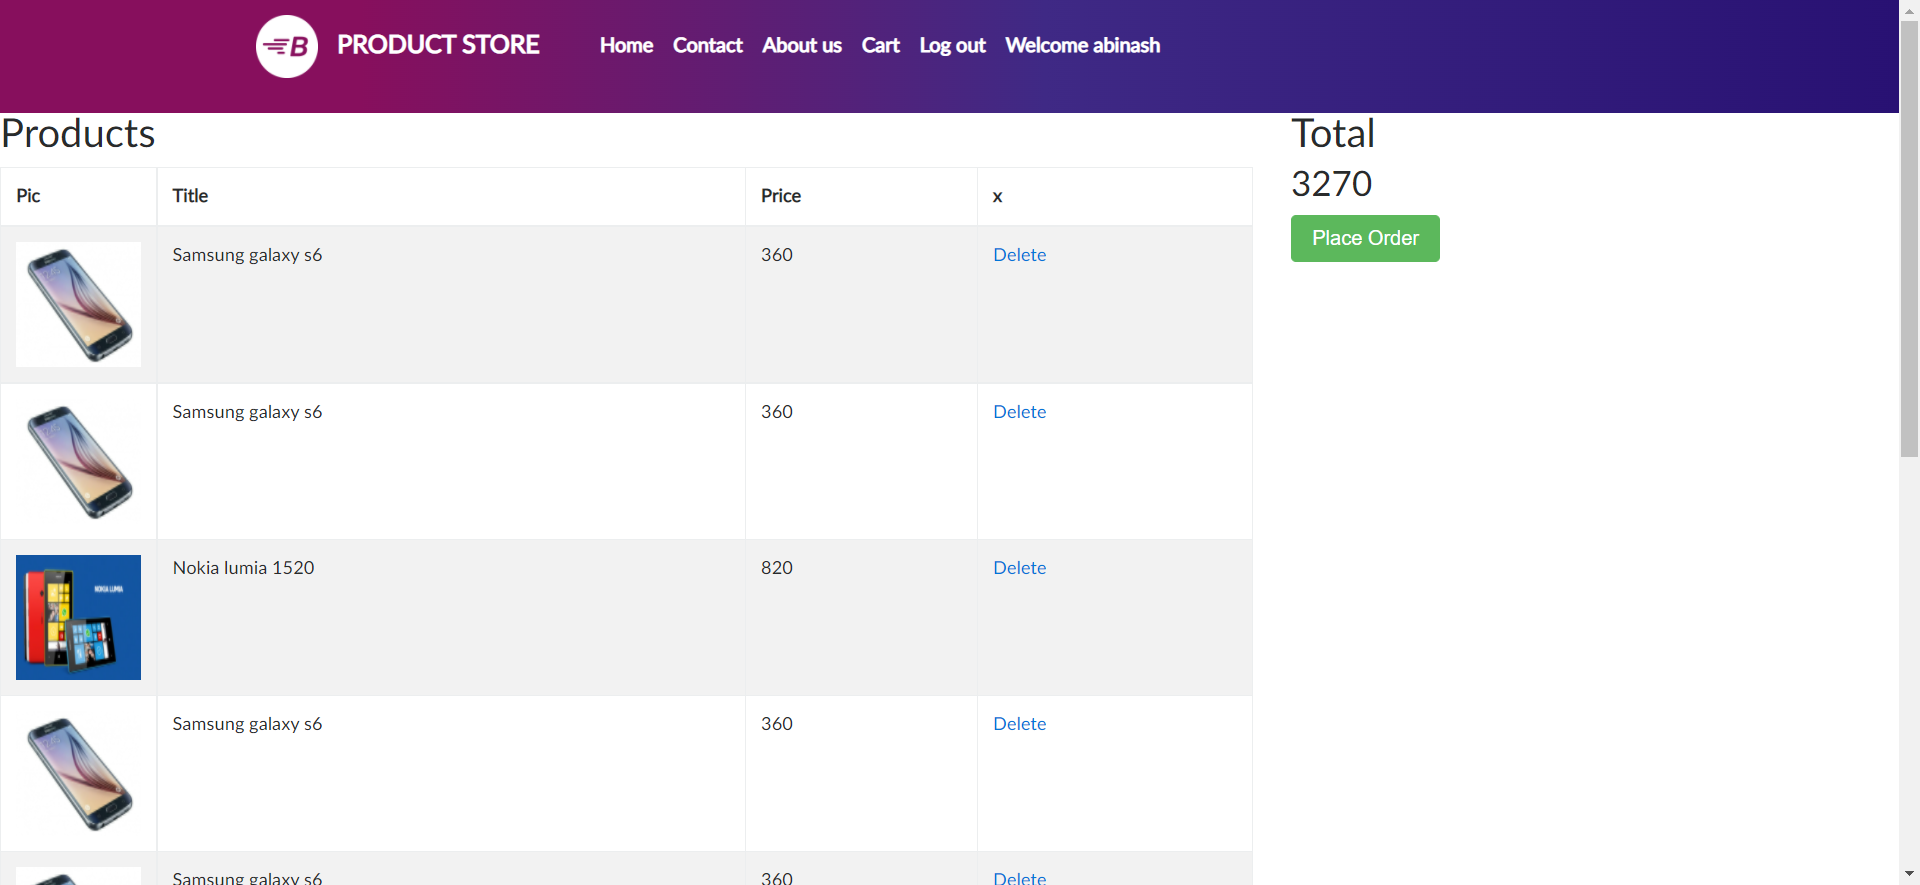 B PRODUCT STORE Home Contact About us Cart Log out Welcome abinash
Products
Total
3270
Place Order
Pic Title Price x
Samsung galaxy s6 360 Delete
Samsung galaxy s6 360 Delete
NOKIA LUMIA
Nokia lumia 1520 820 Delete
Samsung galaxy s6 360 Delete
Samsung galaxy s6 360 Delete